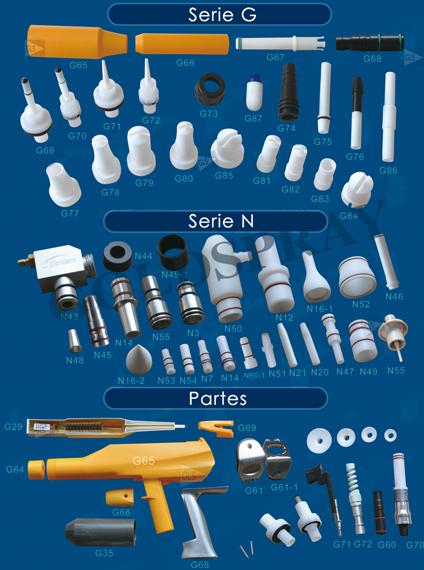 Serie G
G65
G66
G67
G68
G69
G70
G71
G72
G73
G87
G74
G75
G76
G86
G77
G78
G79
G80
G85
G81
G82
G83
G84
Serie N
GOLDSPRAY
N43
N44
N45
N50
N12
N16-1
N52
N46
N48
N45
N14
N55
N3
N16-2
N53
N54
N7
N14
N50-1
N51
N21
N20
N47
N49
N55
Partes
G29
G69
G64
G65
G66
G61
G61-1
G35
G68
G71
G72
G60
G70